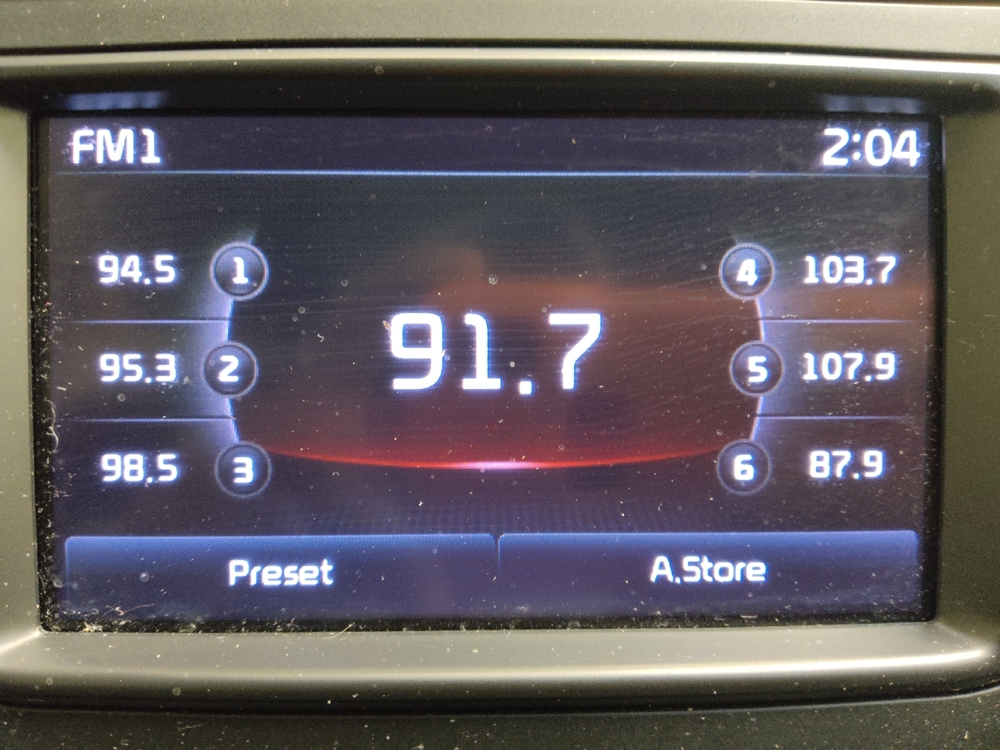 FM1 2:04
94.5 1 4 103.7
91.7
95.3 2 5 107.9
98.5 3 6 87.9
Preset A.Store